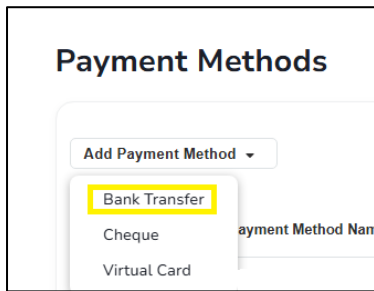 Payment Methods
Add Payment Method
Bank Transfer
ayment Method Nam
Cheque
Virtual Card